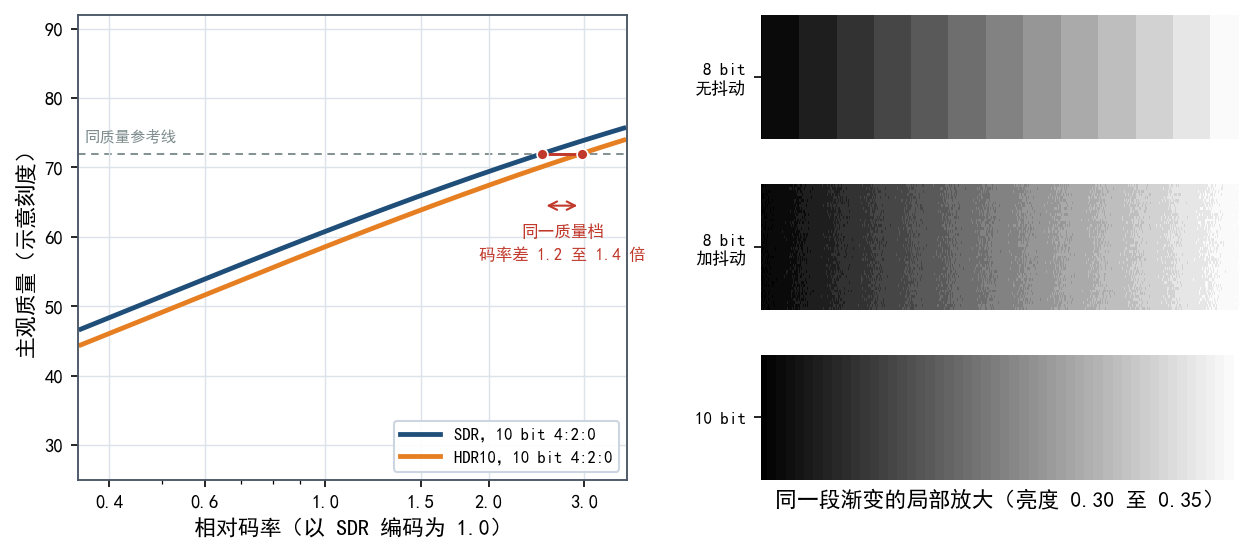 90
80
70
60
50
40
30
主观质量（示意刻度）
同质量参考线
同一质量档
码率差 1.2 至 1.4 倍
SDR，10 bit 4:2:0
HDR10，10 bit 4:2:0
0.4
0.6
1.0
1.5
2.0
3.0
相对码率（以 SDR 编码为 1.0）
8 bit
无抖动
8 bit
加抖动
10 bit
同一段渐变的局部放大（亮度 0.30 至 0.35）